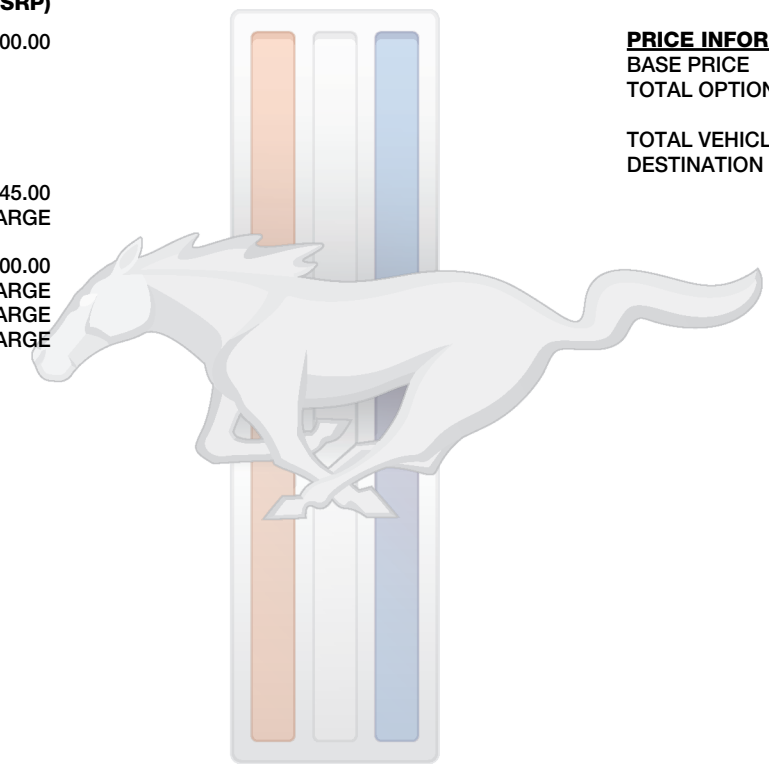 SRP)
00.00
45.00
ARGE
00.00
ARGE
ARGE
ARGE
PRICE INFOR
BASE PRICE
TOTAL OPTION
TOTAL VEHICL
DESTINATION